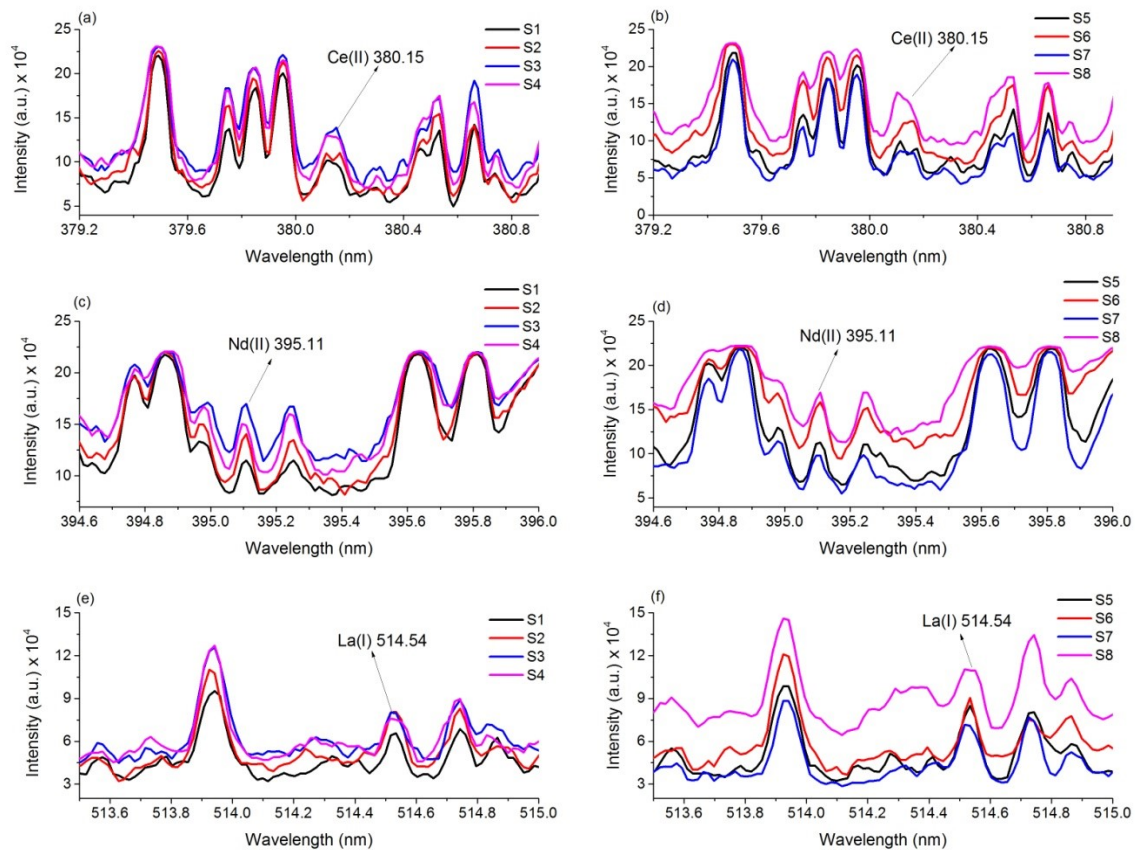 (a)
S1
S2
S3
S4
Ce(II) 380.15
Intensity (a.u.) x 10⁴
25
20
15
10
5
379.2 379.6 380.0 380.4 380.8
Wavelength (nm)
(b)
S5
S6
S7
S8
Ce(II) 380.15
Intensity (a.u.) x 10⁴
25
20
15
10
5
0
379.2 379.6 380.0 380.4 380.8
Wavelength (nm)
(c)
S1
S2
S3
S4
Nd(II) 395.11
Intensity (a.u.) x 10⁴
25
20
15
10
394.6 394.8 395.0 395.2 395.4 395.6 395.8 396.0
Wavelength (nm)
(d)
S5
S6
S7
S8
Nd(II) 395.11
Intensity (a.u.) x 10⁴
25
20
15
10
5
394.6 394.8 395.0 395.2 395.4 395.6 395.8 396.0
Wavelength (nm)
(e)
S1
S2
S3
S4
La(I) 514.54
Intensity (a.u.) x 10⁴
15
12
9
6
3
513.6 513.8 514.0 514.2 514.4 514.6 514.8 515.0
Wavelength (nm)
(f)
S5
S6
S7
S8
La(I) 514.54
Intensity (a.u.) x 10⁴
15
12
9
6
3
513.6 513.8 514.0 514.2 514.4 514.6 514.8 515.0
Wavelength (nm)